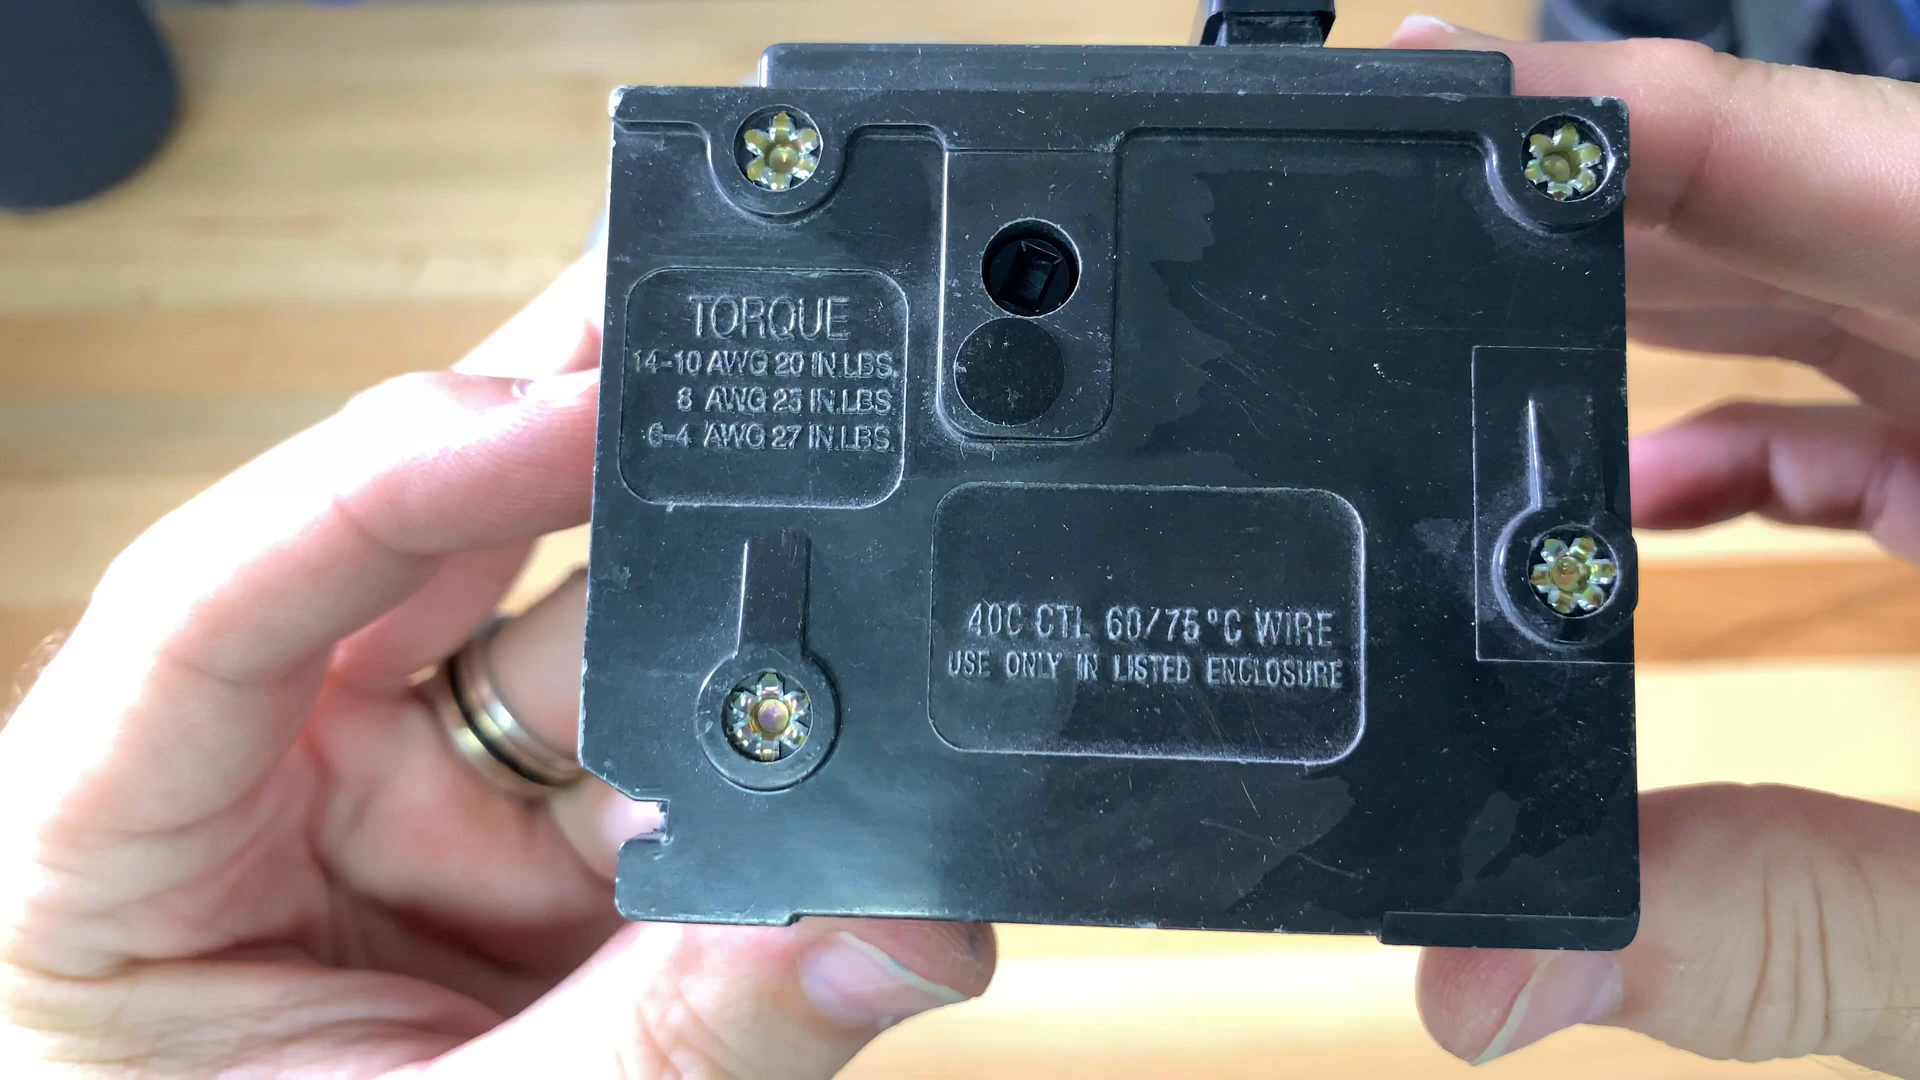 TORQUE
14-10 AWG 20 IN.LBS.
8 AWG 25 IN.LBS.
6-4 AWG 27 IN.LBS.
40C CTL 60/75°C WIRE
USE ONLY IN LISTED ENCLOSURE